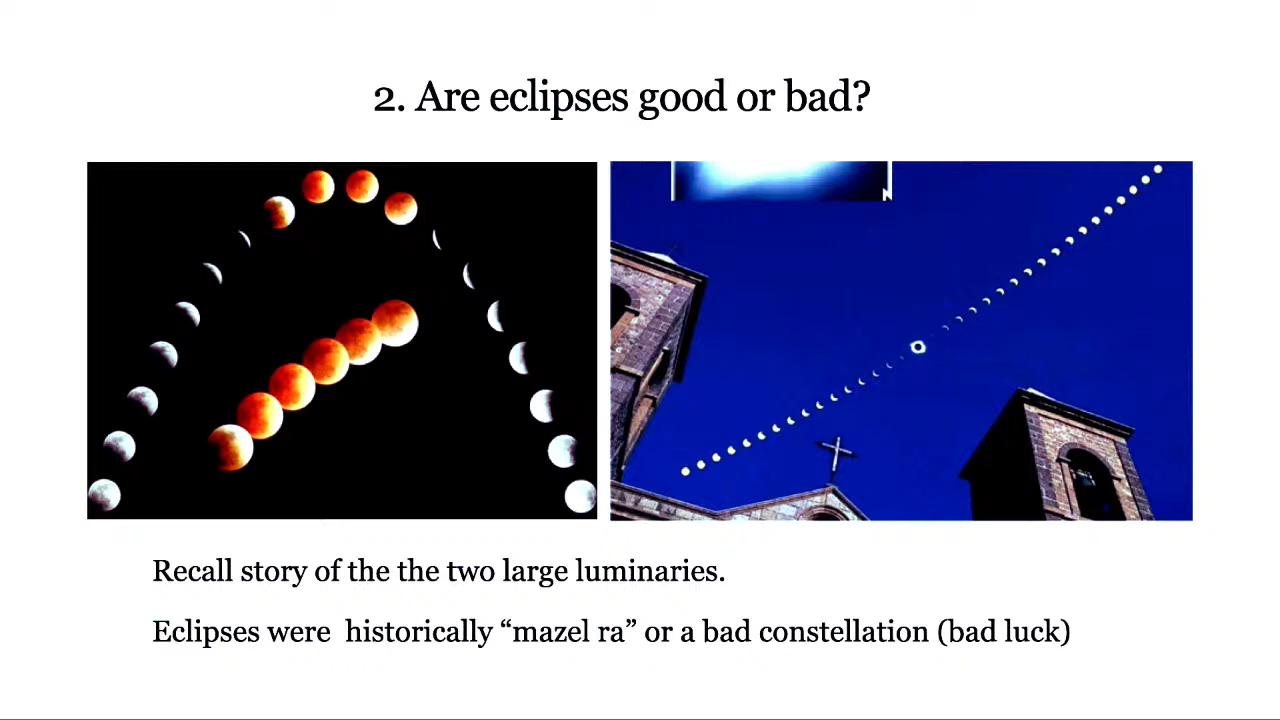 2. Are eclipses good or bad?
Recall story of the the two large luminaries.
Eclipses were  historically “mazel ra” or a bad constellation (bad luck)